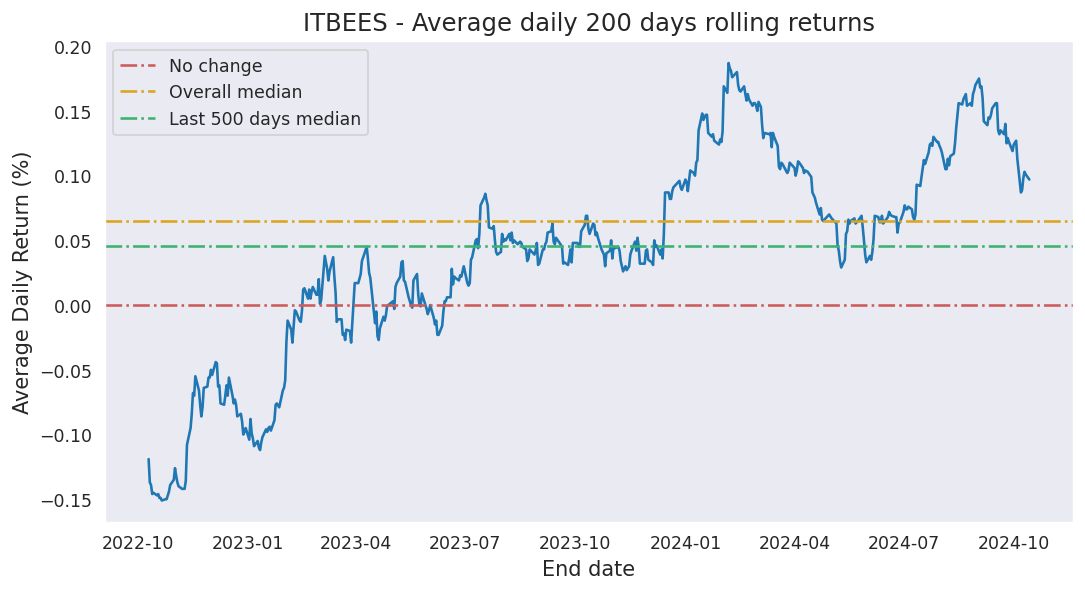 ITBEES - Average daily 200 days rolling returns
No change
Overall median
Last 500 days median
Average Daily Return (%)
0.20
0.15
0.10
0.05
0.00
−0.05
−0.10
−0.15
2022-10 2023-01 2023-04 2023-07 2023-10 2024-01 2024-04 2024-07 2024-10
End date